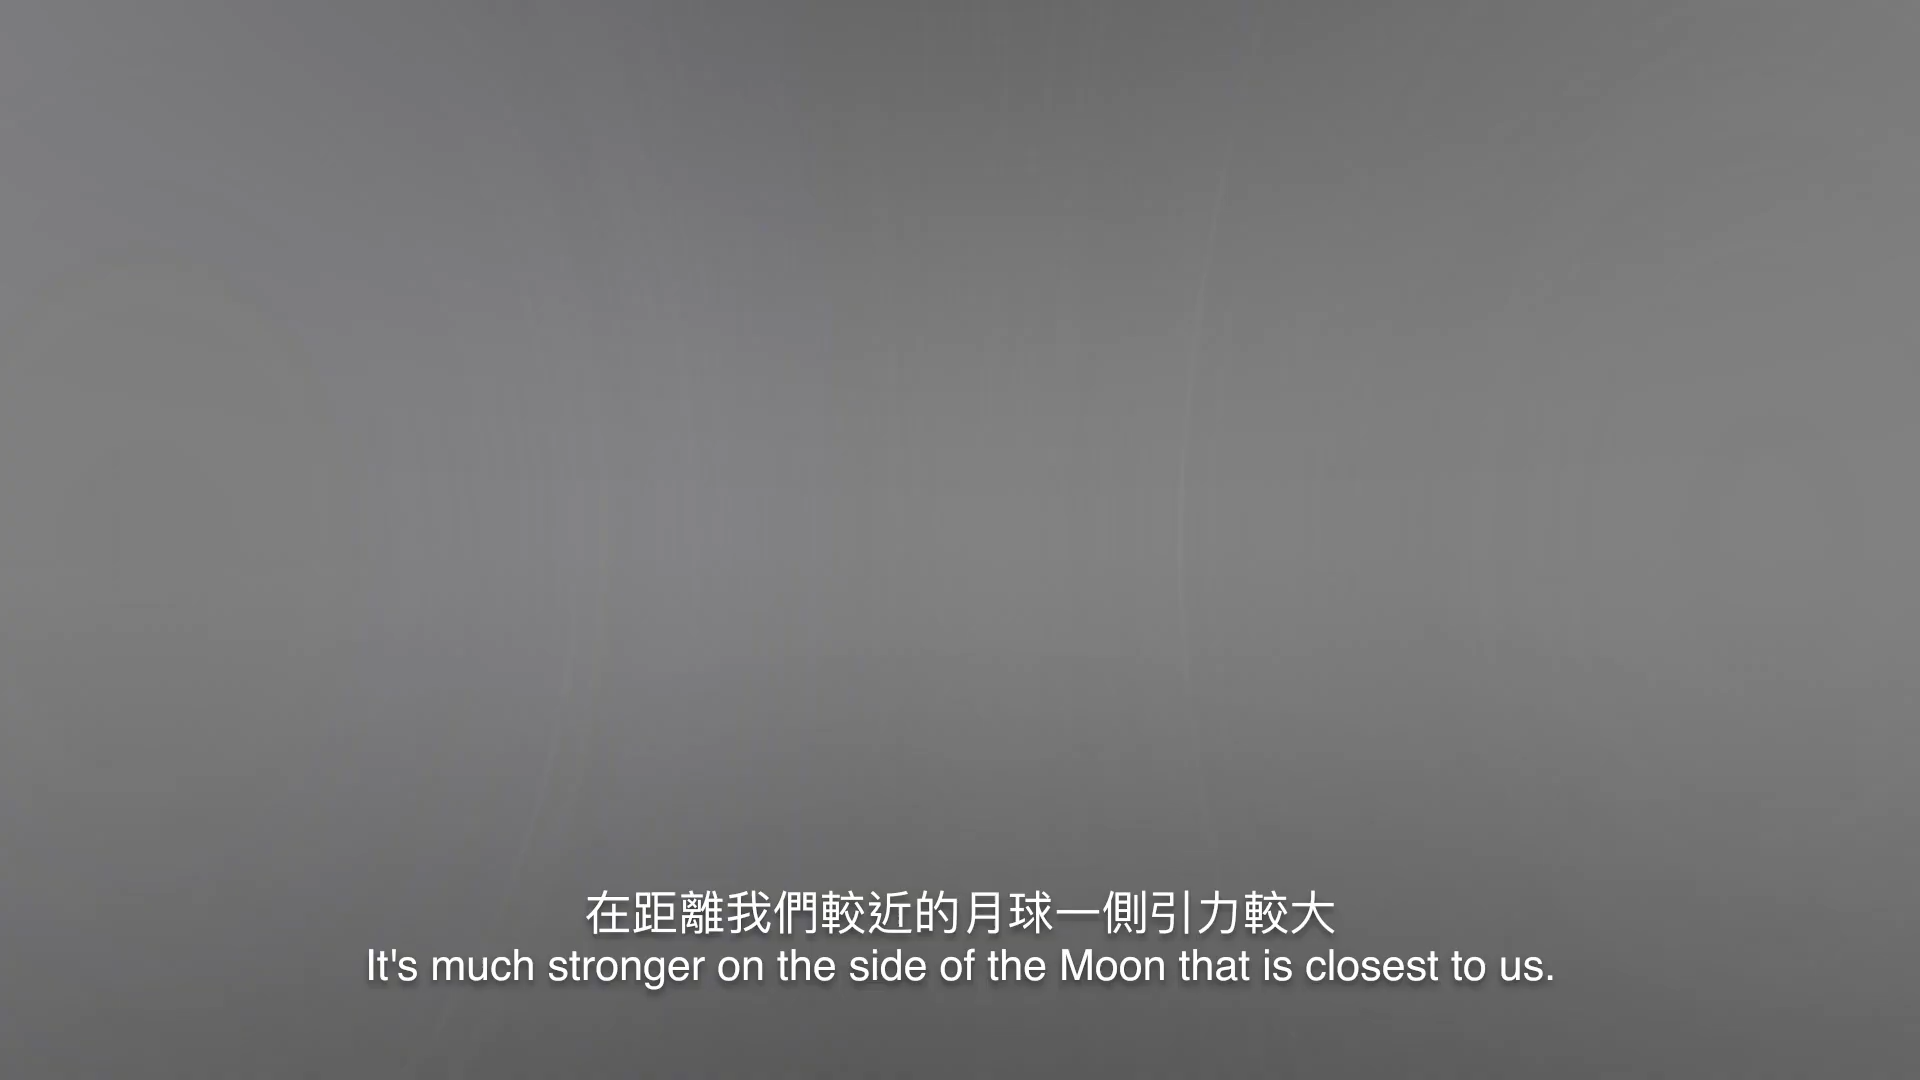 在距離我們較近的月球一側引力較大
It's much stronger on the side of the Moon that is closest to us.